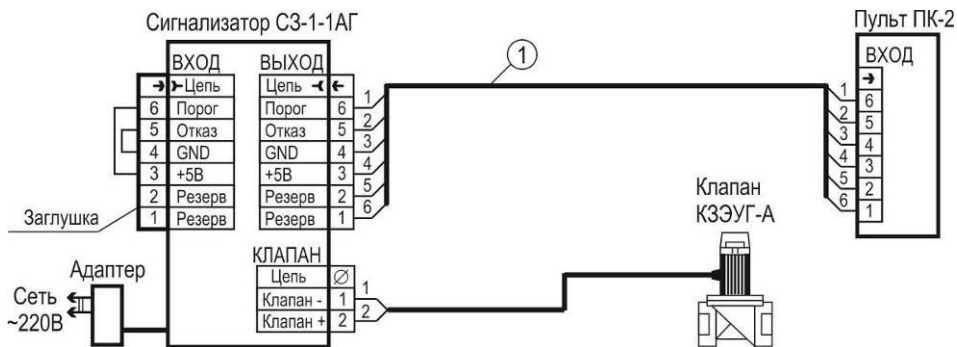 Сигнализатор СЗ-1-1АГ
ВХОД
Цепь
6 Порог
5 Отказ
4 GND
3 +5В
2 Резерв
1 Резерв
Заглушка
ВЫХОД
Цепь
Порог 6
Отказ 5
GND 4
+5В 3
Резерв 2
Резерв 1
1
2
3
4
5
6
КЛАПАН
Цепь
Клапан - 1
Клапан + 2
1
2
Адаптер
Сеть
~220В
1
Клапан
КЗЭУГ-А
Пульт ПК-2
ВХОД
1
2
3
4
5
6
6
5
4
3
2
1